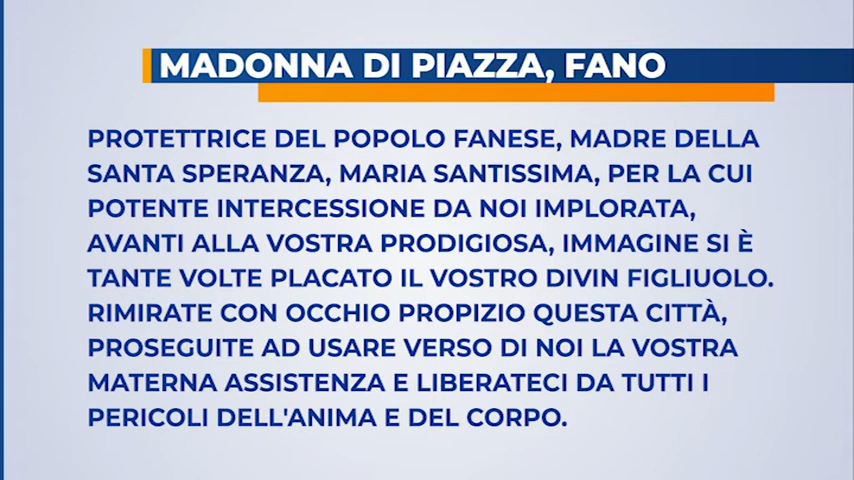 MADONNA DI PIAZZA, FANO
PROTETTRICE DEL POPOLO FANESE, MADRE DELLA
SANTA SPERANZA, MARIA SANTISSIMA, PER LA CUI
POTENTE INTERCESSIONE DA NOI IMPLORATA,
AVANTI ALLA VOSTRA PRODIGIOSA, IMMAGINE SI È
TANTE VOLTE PLACATO IL VOSTRO DIVIN FIGLIUOLO.
RIMIRATE CON OCCHIO PROPIZIO QUESTA CITTÀ,
PROSEGUITE AD USARE VERSO DI NOI LA VOSTRA
MATERNA ASSISTENZA E LIBERATECI DA TUTTI I
PERICOLI DELL'ANIMA E DEL CORPO.